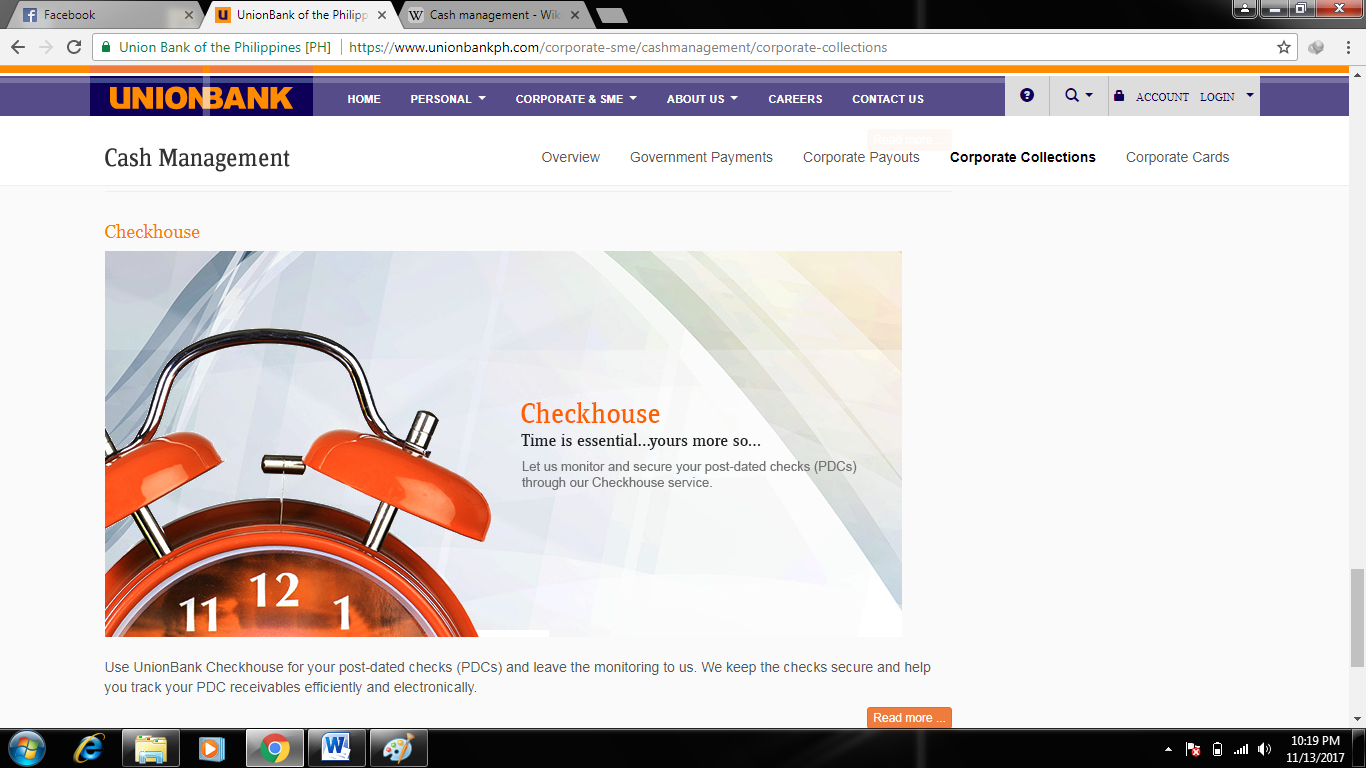 Facebook
UnionBank of the Philipp
Cash management - Wik
Union Bank of the Philippines [PH]
https://www.unionbankph.com/corporate-sme/cashmanagement/corporate-collections
UNIONBANK
HOME PERSONAL CORPORATE & SME ABOUT US CAREERS CONTACT US
ACCOUNT LOGIN
Read more ...
Cash Management
Overview Government Payments Corporate Payouts Corporate Collections Corporate Cards
Checkhouse
Checkhouse
Time is essential...yours more so...
Let us monitor and secure your post-dated checks (PDCs)
through our Checkhouse service.
11 12 1
Use UnionBank Checkhouse for your post-dated checks (PDCs) and leave the monitoring to us. We keep the checks secure and help
you track your PDC receivables efficiently and electronically.
Read more ...
10:19 PM
11/13/2017